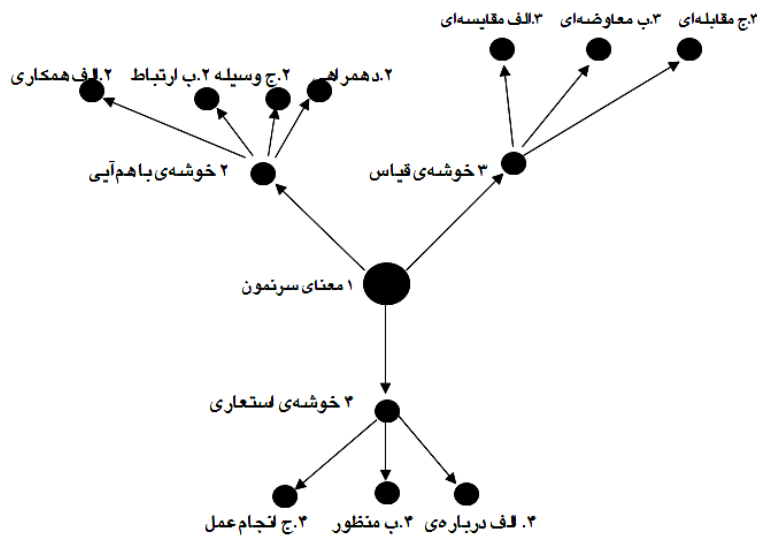 ۳.ج مقابله‌ای
۳.ب معاوضه‌ای
۳.الف مقایسه‌ای
۲.د همراهی
۲.ج وسیله
۲.ب ارتباط
۲.الف همکاری
۳ خوشه‌ی قیاس
۲ خوشه‌ی باهم‌آیی
۱ معنای سرنمون
۴ خوشه‌ی استعاری
۴. الف درباره‌ی
۴.ب منظور
۴.ج انجام عمل